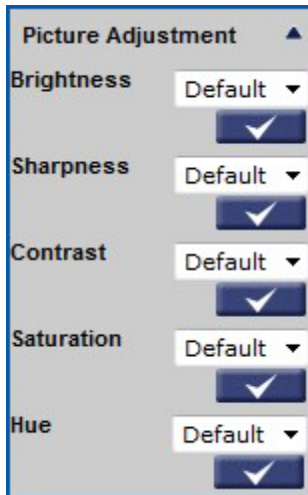 Picture Adjustment
Brightness Default
Sharpness Default
Contrast Default
Saturation Default
Hue Default